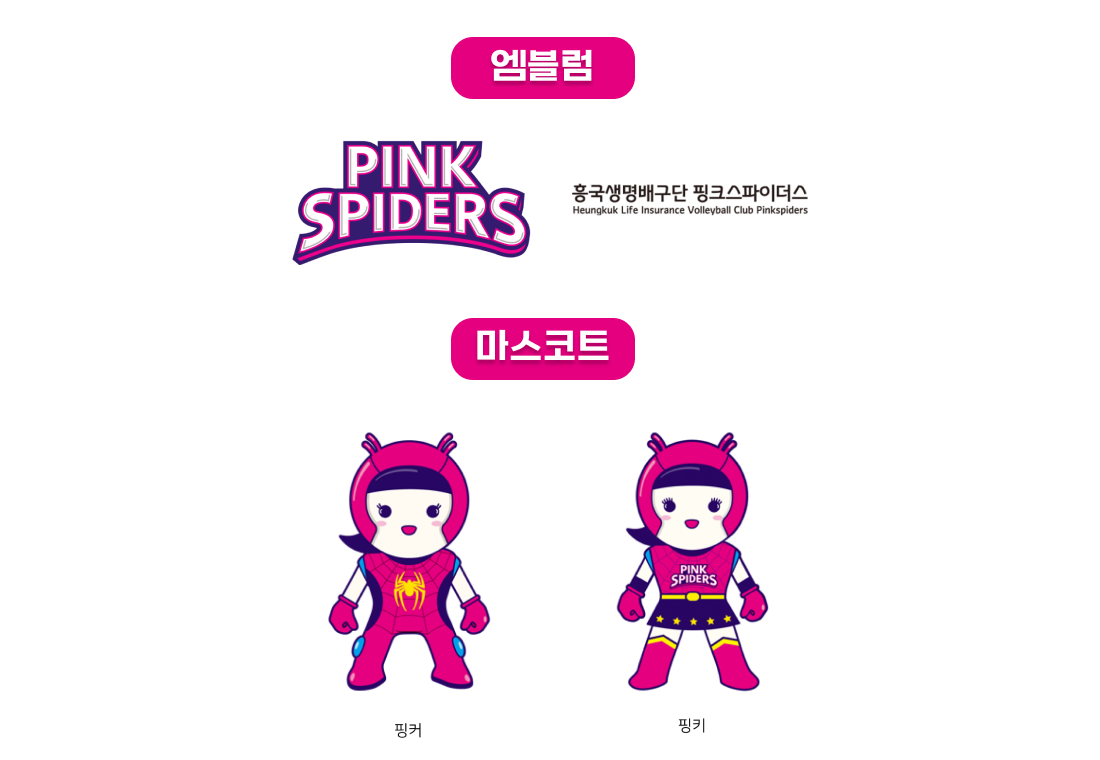 엠블럼
PINK
SPIDERS
흥국생명배구단 핑크스파이더스
Heungkuk Life Insurance Volleyball Club Pinkspiders
마스코트
PINK
SPIDERS
핑커
핑키